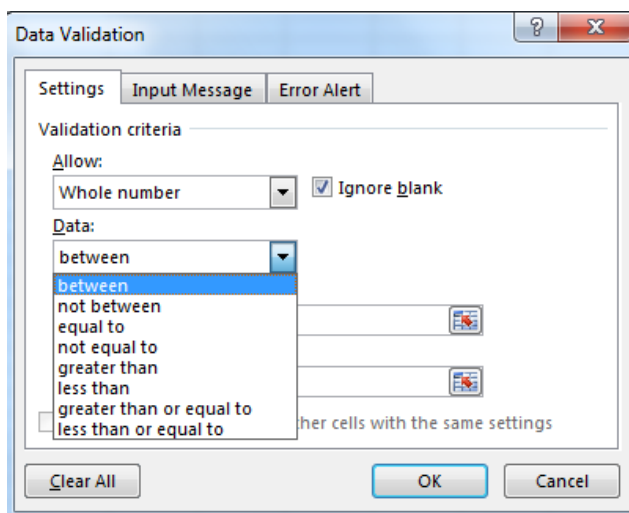 Data Validation
?
Settings Input Message Error Alert
Validation criteria
Allow:
Whole number Ignore blank
Data:
between
between
not between
equal to
not equal to
greater than
less than
greater than or equal to
less than or equal to
her cells with the same settings
Clear All OK Cancel